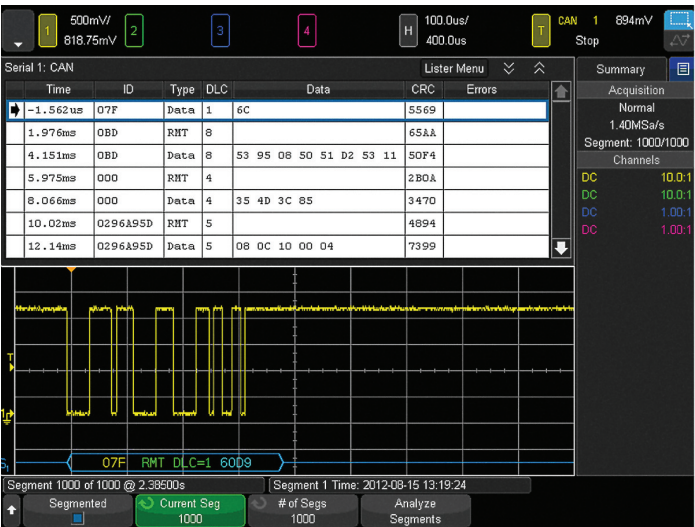 1 500mV/ 2 3 4 H 100.0us/ T CAN 1 894mV
818.75mV 400.0us Stop
Serial 1: CAN Lister Menu Summary
Time ID Type DLC Data CRC Errors
-1.562us 07F Data 1 6C 5569
1.976ms 0BD RMT 8 65AA
4.151ms 0BD Data 8 53 95 08 50 51 D2 53 11 50F4
5.975ms 000 RMT 4 2B0A
8.066ms 000 Data 4 35 4D 3C 85 3470
10.02ms 0296A95D RMT 5 4894
12.14ms 0296A95D Data 5 08 0C 10 00 04 7399
Acquisition
Normal
1.40MSa/s
Segment: 1000/1000
Channels
DC 10.0:1
DC 10.0:1
DC 1.00:1
DC 1.00:1
T
1
S1
07F RMT DLC=1 60D9
Segment 1000 of 1000 @ 2.38500s Segment 1 Time: 2012-08-15 13:19:24
Segmented Current Seg # of Segs Analyze
1000 1000 Segments